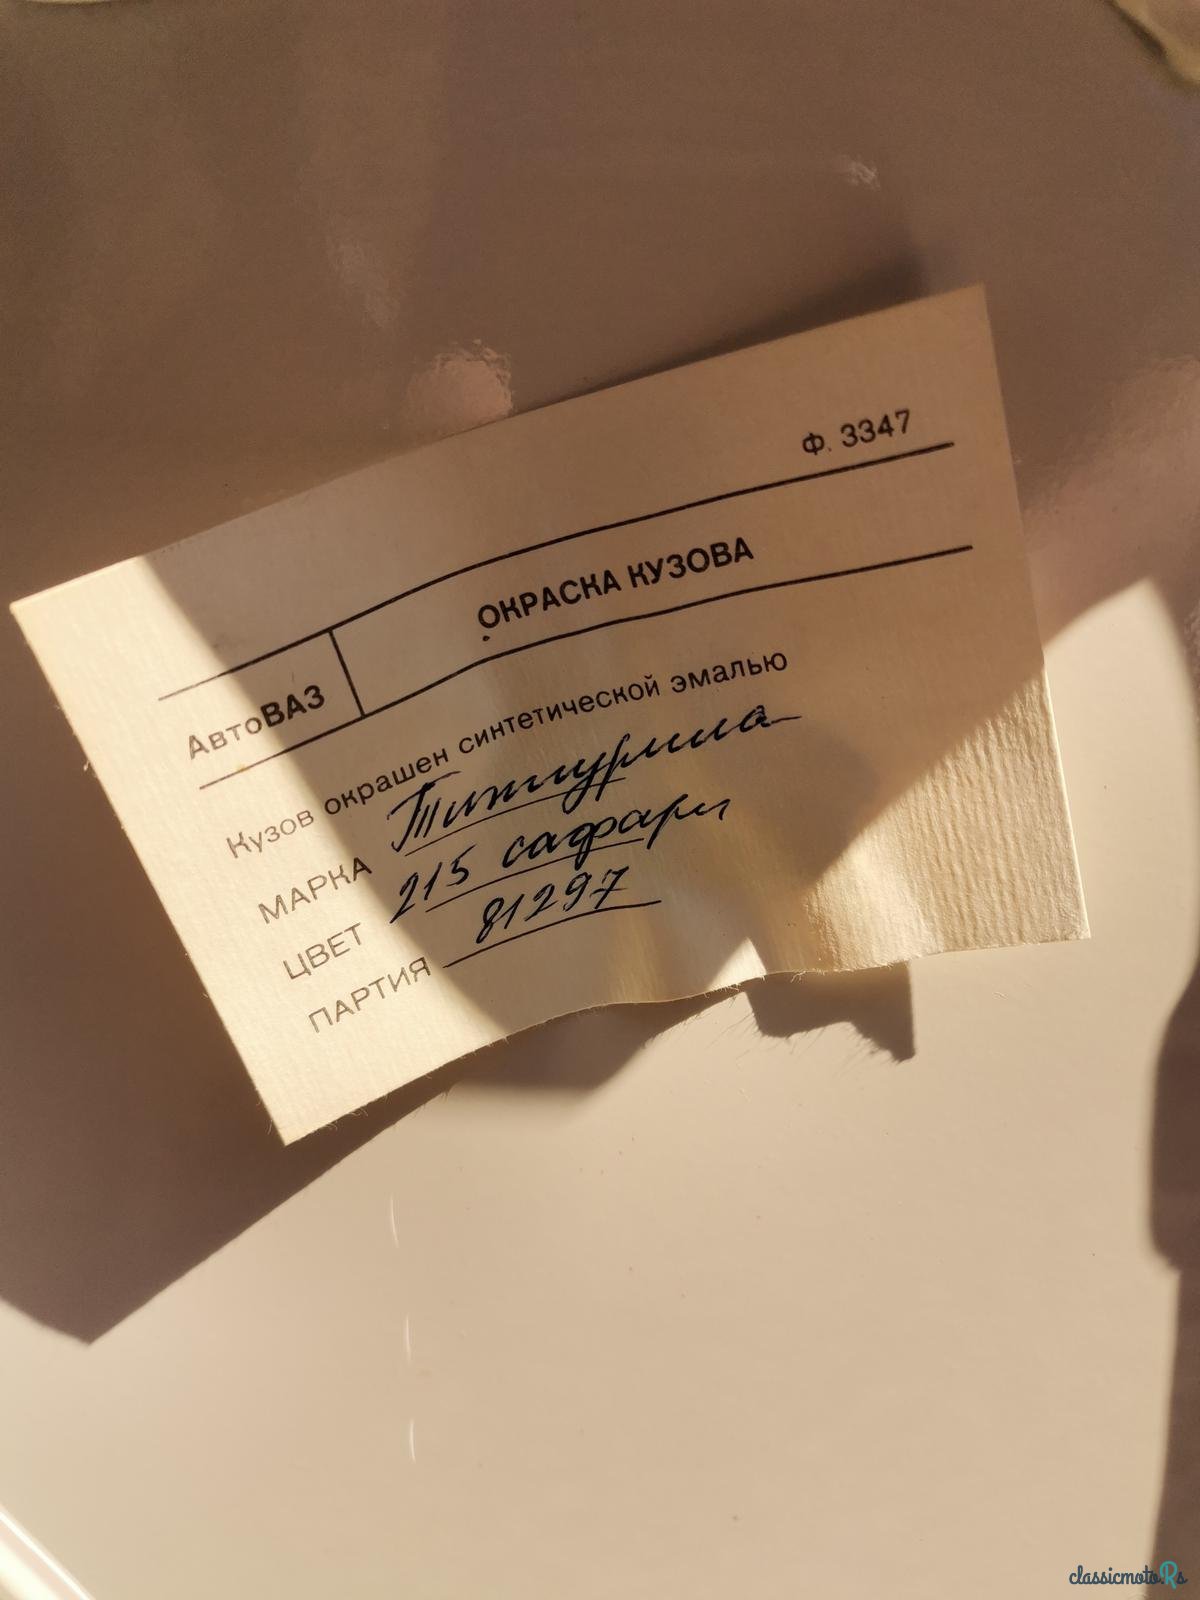 Ф. 3347
АвтоВАЗ ОКРАСКА КУЗОВА
Кузов окрашен синтетической эмалью
МАРКА Тиккурила
ЦВЕТ 215 сафари
ПАРТИЯ 81297
classicmotoRs